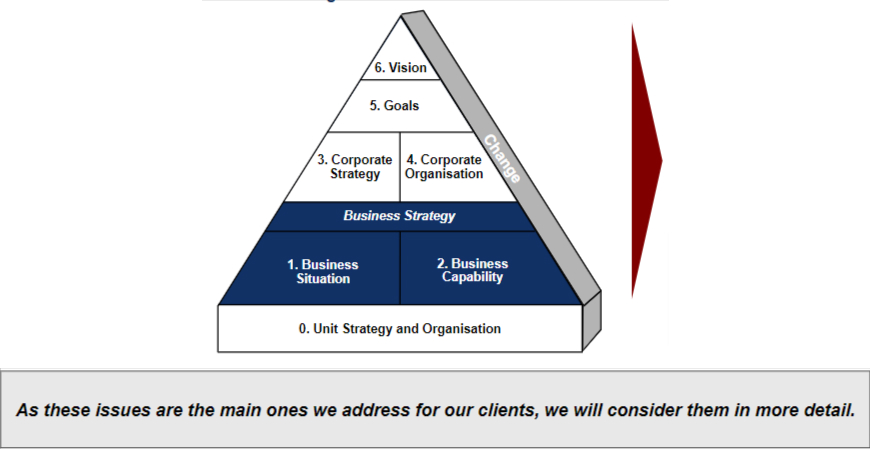 6. Vision
5. Goals
3. Corporate
Strategy
4. Corporate
Organisation
Change
Business Strategy
1. Business
Situation
2. Business
Capability
0. Unit Strategy and Organisation
As these issues are the main ones we address for our clients, we will consider them in more detail.